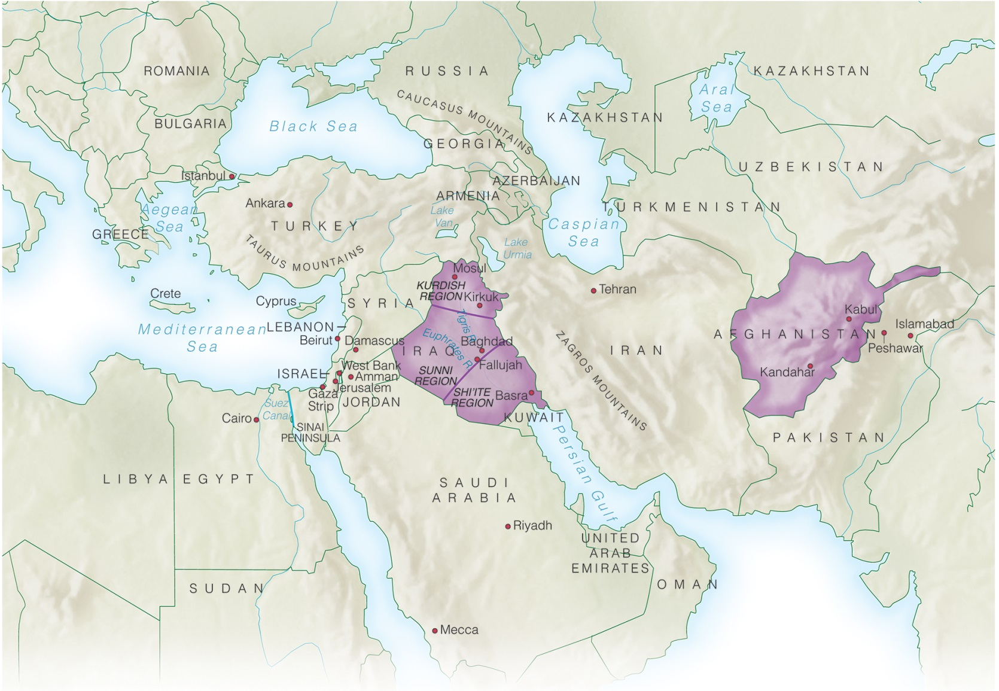 ROMANIA
RUSSIA
KAZAKHSTAN
CAUCASUS MOUNTAINS
Aral
Sea
KAZAKHSTAN
BULGARIA
Black Sea
GEORGIA
UZBEKISTAN
Istanbul
AZERBAIJAN
ARMENIA
Ankara
Aegean
Sea
Lake
Van
TURKMENISTAN
TURKEY
Caspian
Sea
GREECE
TAURUS MOUNTAINS
Lake
Urmia
Mosul
KURDISH
REGION
Kirkuk
Tehran
Crete
Cyprus
SYRIA
Tigris R.
Kabul
Islamabad
Mediterranean
Sea
LEBANON
Beirut
Damascus
Euphrates R.
Baghdad
IRAQ
ZAGROS MOUNTAINS
IRAN
AFGHANISTAN
Peshawar
West Bank
Fallujah
ISRAEL
Amman
SUNNI
REGION
Kandahar
Jerusalem
Gaza
Strip
JORDAN
SHI'ITE
REGION
Basra
Suez
Canal
Cairo
KUWAIT
SINAI
PENINSULA
Persian Gulf
PAKISTAN
LIBYA
EGYPT
SAUDI
ARABIA
Riyadh
UNITED
ARAB
EMIRATES
SUDAN
OMAN
Mecca